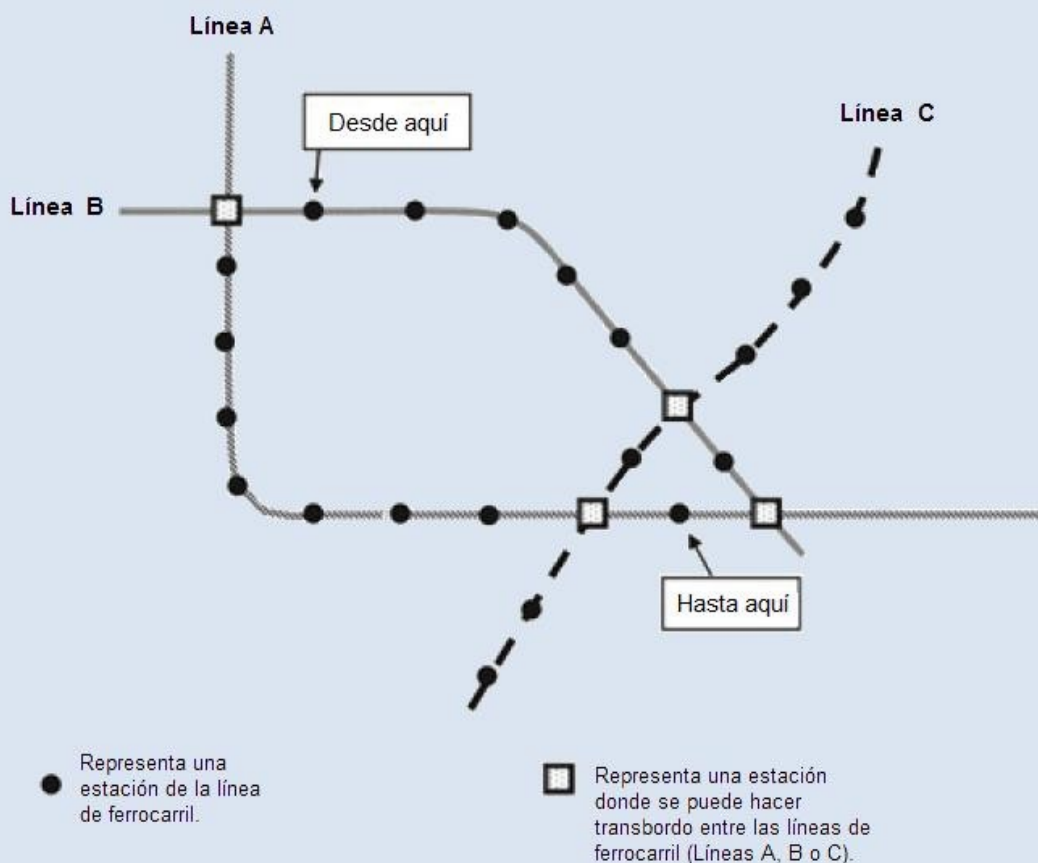 Línea A
Desde aquí
Línea C
Línea B
Hasta aquí
Representa una
estación de la línea
de ferrocarril.
Representa una estación
donde se puede hacer
transbordo entre las líneas de
ferrocarril (Líneas A, B o C).